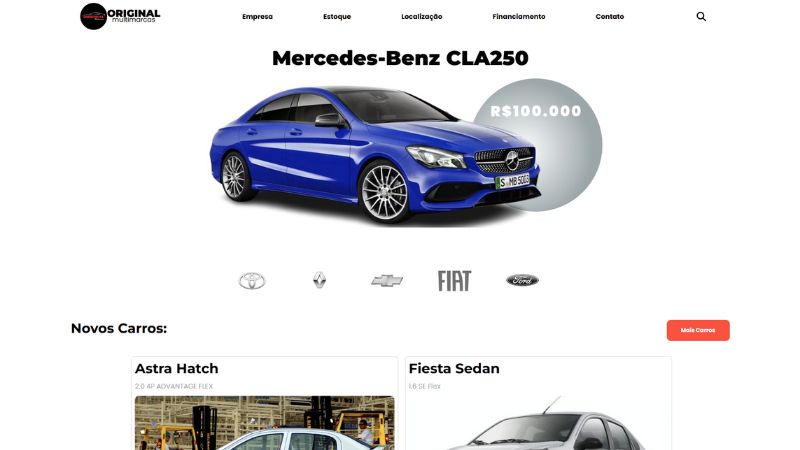 ORIGINAL
multimarcas
Empresa
Estoque
Localização
Financiamento
Contato
Mercedes-Benz CLA250
R$100.000
S MB 5003
FIAT
Ford
Novos Carros:
Mais Carros
Astra Hatch
2.0 4P ADVANTAGE FLEX
Fiesta Sedan
1.6 SE Flex